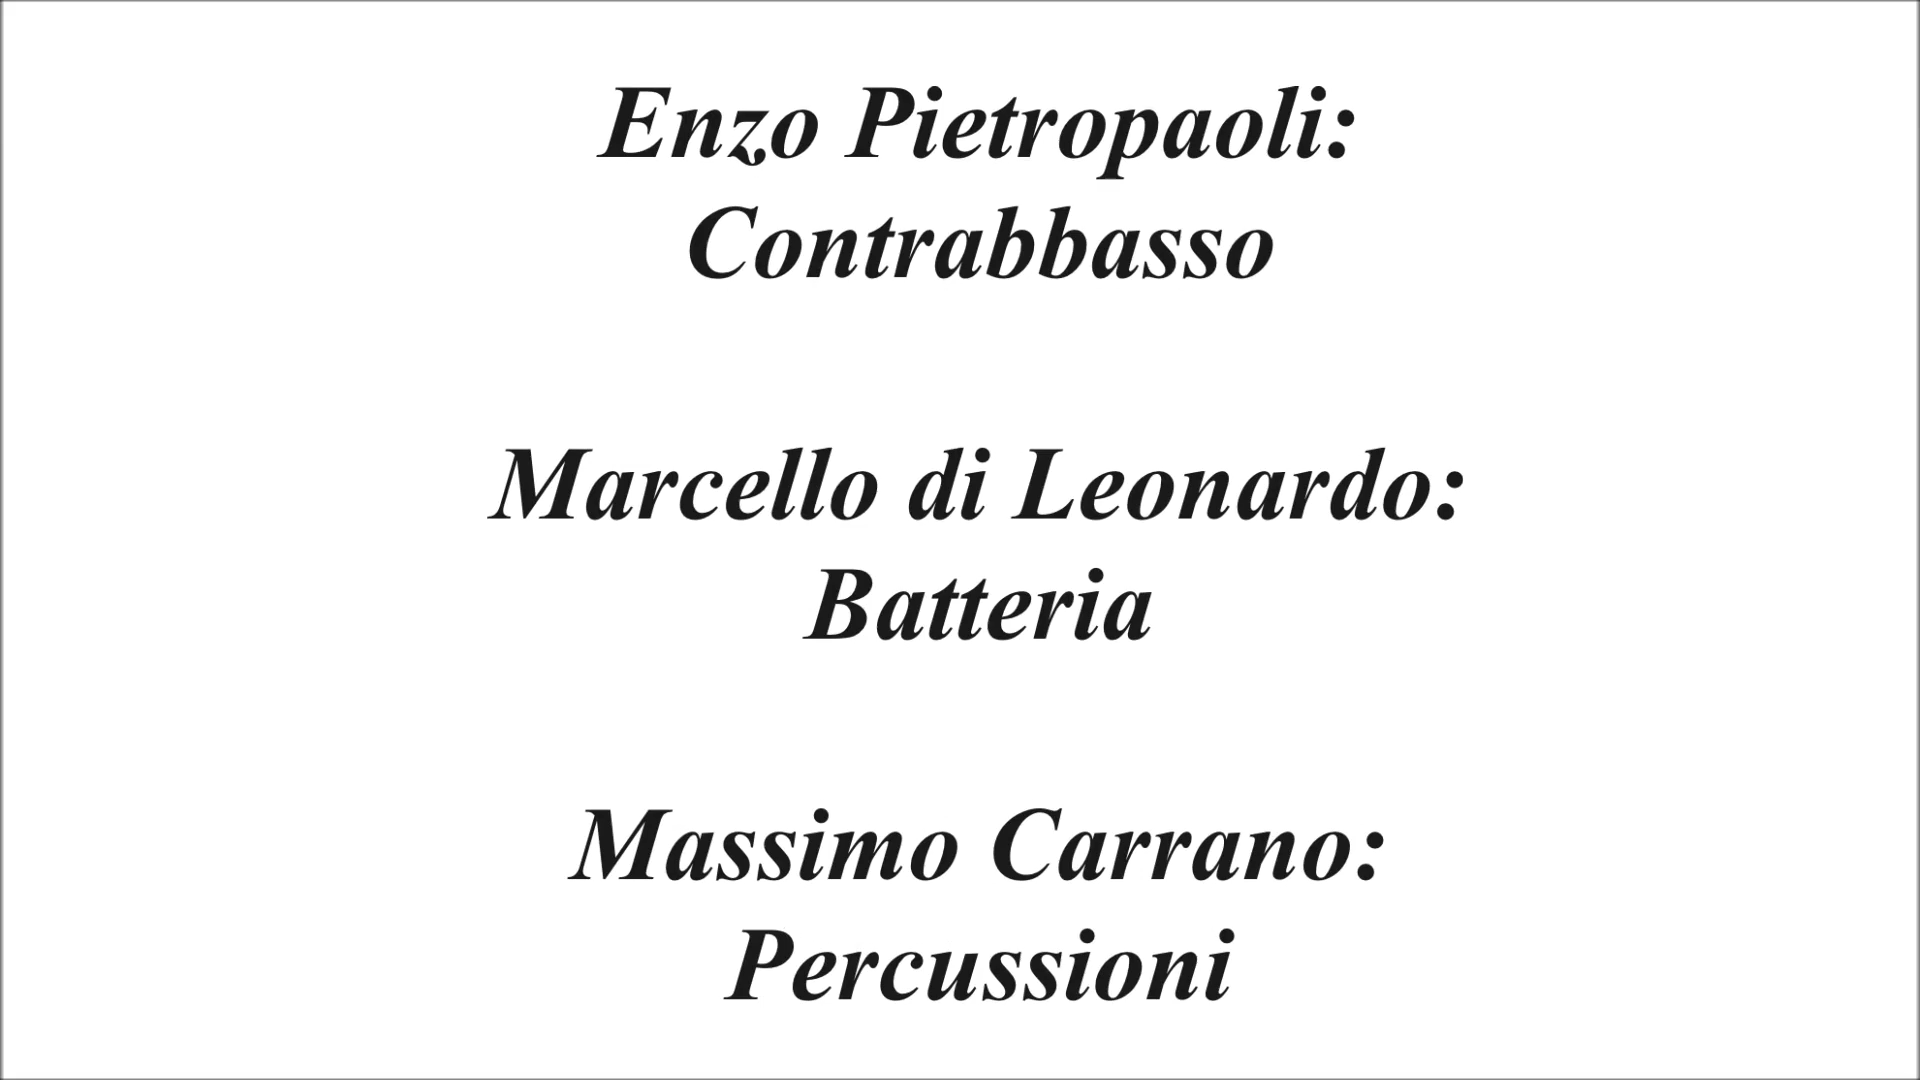 Enzo Pietropaoli:
Contrabbasso
Marcello di Leonardo:
Batteria
Massimo Carrano:
Percussioni